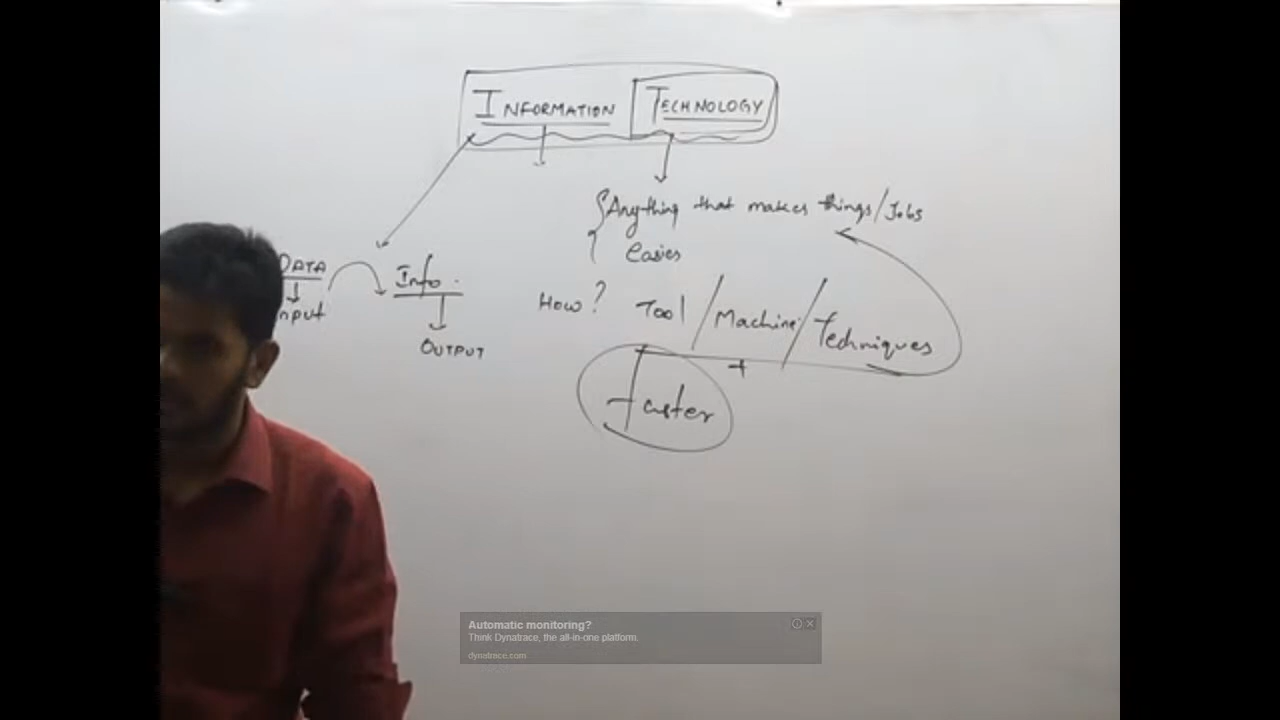 INFORMATION TECHNOLOGY
Anything that makes things/Jobs
Easier
DATA
Info.
nput
OUTPUT
How? Tool / Machine / Techniques
+
faster
Automatic monitoring?
Think Dynatrace, the all-in-one platform.
dynatrace.com